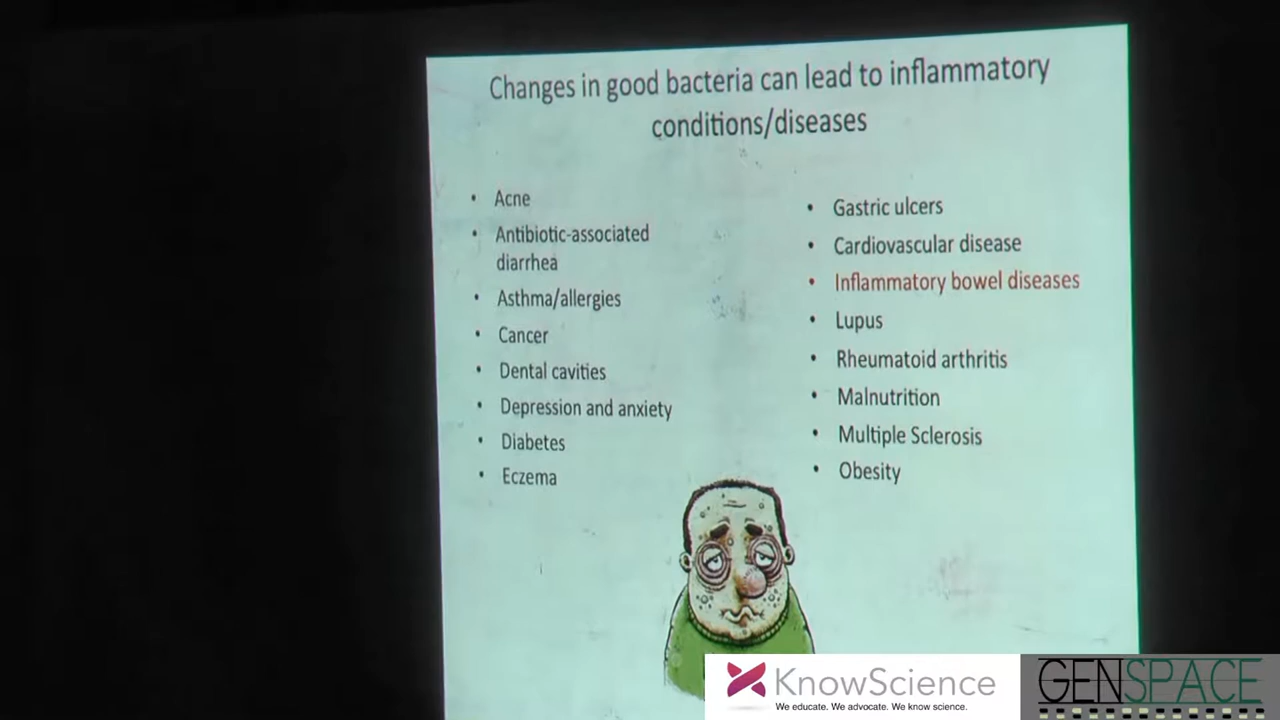 Changes in good bacteria can lead to inflammatory
conditions/diseases
• Acne
• Antibiotic-associated
diarrhea
• Asthma/allergies
• Cancer
• Dental cavities
• Depression and anxiety
• Diabetes
• Eczema
• Gastric ulcers
• Cardiovascular disease
• Inflammatory bowel diseases
• Lupus
• Rheumatoid arthritis
• Malnutrition
• Multiple Sclerosis
• Obesity
KnowScience
We educate. We advocate. We know science.
GENSPACE